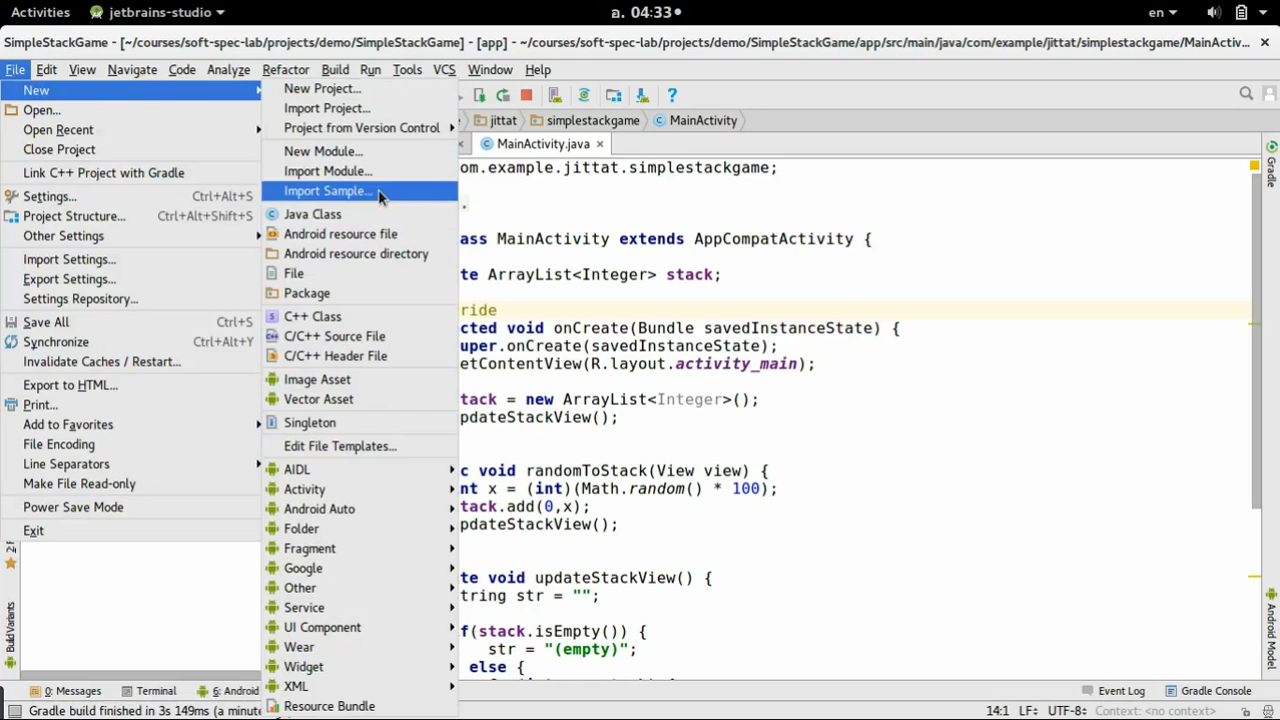 Activities jetbrains-studio อ. 04:33 en
SimpleStackGame - [~/courses/soft-spec-lab/projects/demo/SimpleStackGame] - [app] - ~/courses/soft-spec-lab/projects/demo/SimpleStackGame/app/src/main/java/com/example/jittat/simplestackgame/MainActiv...
File Edit View Navigate Code Analyze Refactor Build Run Tools VCS Window Help
New
Open...
Open Recent
Close Project
Link C++ Project with Gradle
Settings... Ctrl+Alt+S
Project Structure... Ctrl+Alt+Shift+S
Other Settings
Import Settings...
Export Settings...
Settings Repository...
Save All Ctrl+S
Synchronize Ctrl+Alt+Y
Invalidate Caches / Restart...
Export to HTML...
Print...
Add to Favorites
File Encoding
Line Separators
Make File Read-only
Power Save Mode
Exit
New Project...
Import Project...
Project from Version Control
New Module...
Import Module...
Import Sample...
Java Class
Android resource file
Android resource directory
File
Package
C++ Class
C/C++ Source File
C/C++ Header File
Image Asset
Vector Asset
Singleton
Edit File Templates...
AIDL
Activity
Android Auto
Folder
Fragment
Google
Other
Service
UI Component
Wear
Widget
XML
Resource Bundle
jittat simplestackgame MainActivity
MainActivity.java
om.example.jittat.simplestackgame;
.
ass MainActivity extends AppCompatActivity {
te ArrayList<Integer> stack;
ride
cted void onCreate(Bundle savedInstanceState) {
uper.onCreate(savedInstanceState);
etContentView(R.layout.activity_main);
tack = new ArrayList<Integer>();
pdateStackView();
c void randomToStack(View view) {
nt x = (int)(Math.random() * 100);
tack.add(0,x);
pdateStackView();
te void updateStackView() {
tring str = "";
f(stack.isEmpty()) {
str = "(empty)";
else {
Gradle
Android Model
Build Variants
0: Messages Terminal 6: Android Event Log Gradle Console
Gradle build finished in 3s 149ms (a minute 14:1 LF÷ UTF-8÷ Context: <no context>